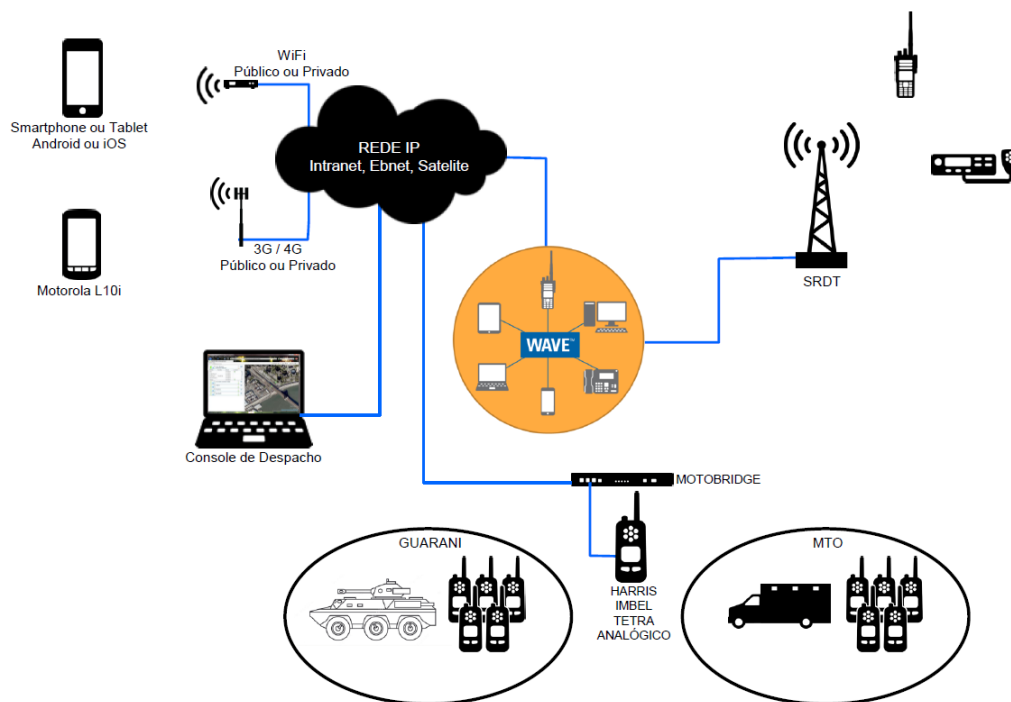 WiFi
Público ou Privado
Smartphone ou Tablet
Android ou iOS
REDE IP
Intranet, Ebnet, Satelite
3G / 4G
Público ou Privado
Motorola L10i
SRDT
WAVE™
Console de Despacho
MOTOBRIDGE
GUARANI
HARRIS
IMBEL
TETRA
ANALÓGICO
MTO